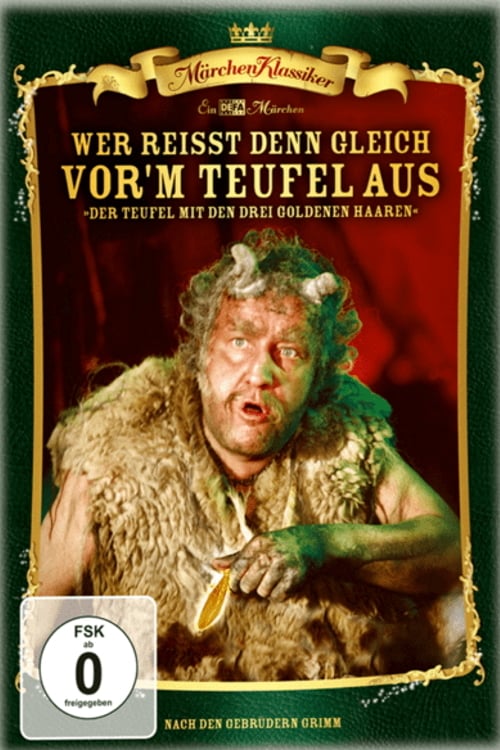 MärchenKlassiker
Ein DEFA Märchen
WER REISST DENN GLEICH
VOR'M TEUFEL AUS
»DER TEUFEL MIT DEN DREI GOLDENEN HAAREN«
FSK
ab
0
freigegeben
NACH DEN GEBRUDERN GRIMM